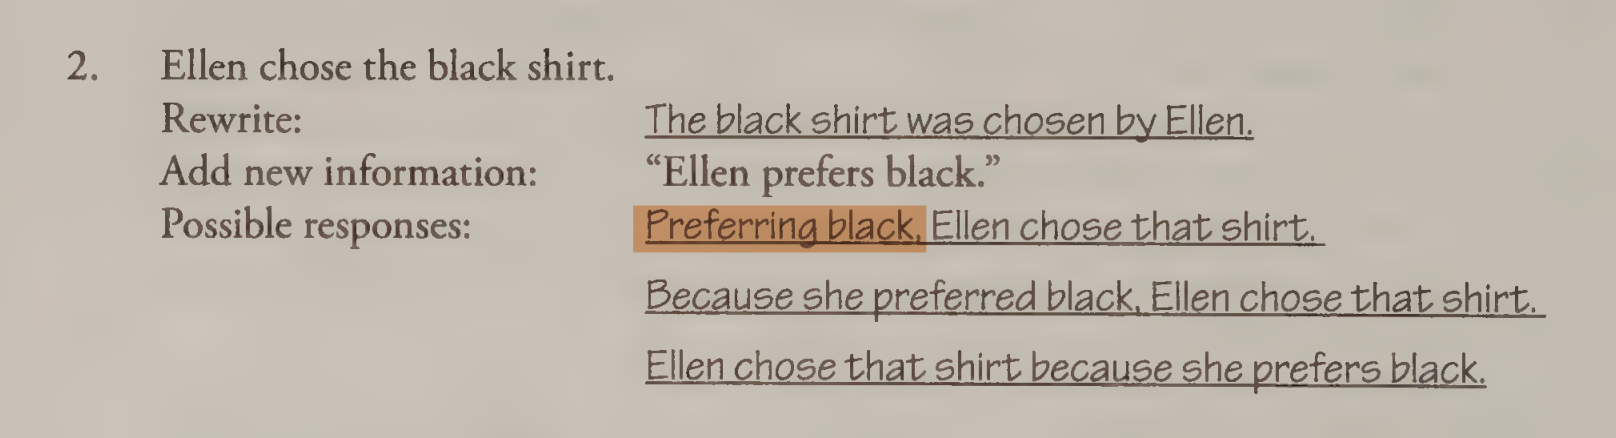 2. Ellen chose the black shirt.
Rewrite: The black shirt was chosen by Ellen.
Add new information: “Ellen prefers black.”
Possible responses: Preferring black, Ellen chose that shirt.
Because she preferred black, Ellen chose that shirt.
Ellen chose that shirt because she prefers black.